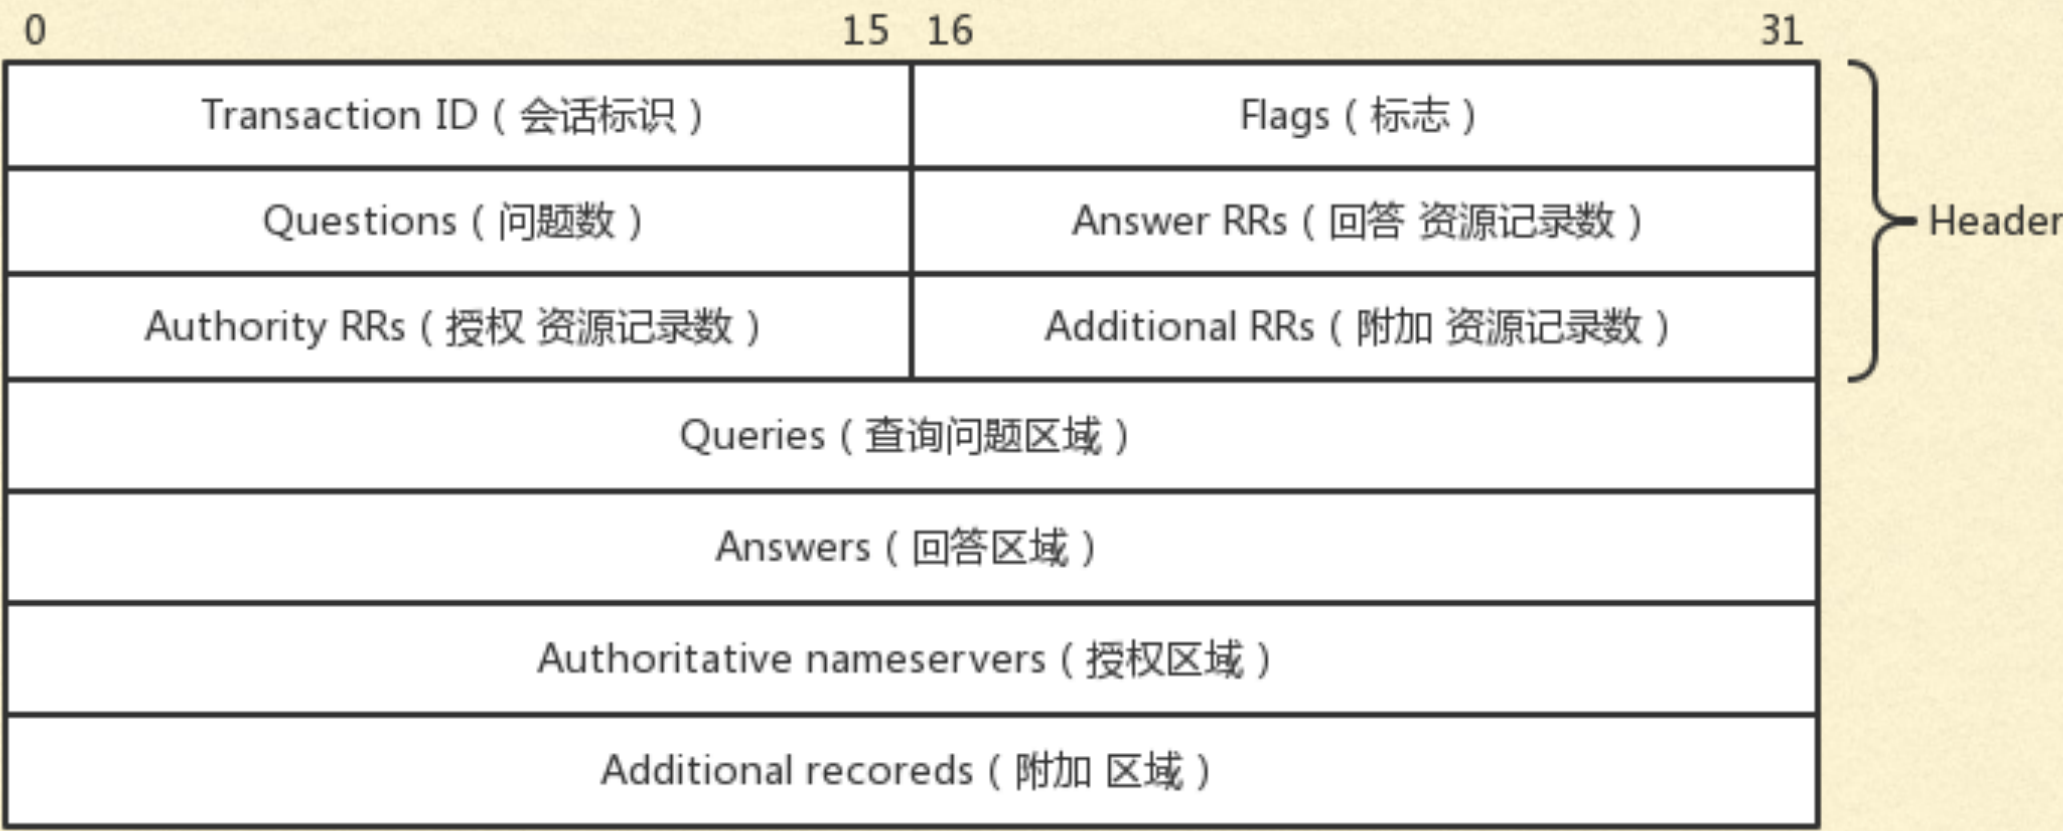 0 15 16 31
Transaction ID（会话标识） Flags（标志）
Questions（问题数） Answer RRs（回答 资源记录数） Header
Authority RRs（授权 资源记录数） Additional RRs（附加 资源记录数）
Queries（查询问题区域）
Answers（回答区域）
Authoritative nameservers（授权区域）
Additional recoreds（附加 区域）